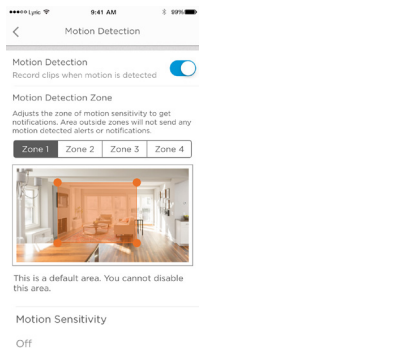 Lyric 9:41 AM 99%
Motion Detection
Motion Detection
Record clips when motion is detected
Motion Detection Zone
Adjusts the zone of motion sensitivity to get
notifications. Area outside zones will not send any
motion detected alerts or notifications.
Zone 1 Zone 2 Zone 3 Zone 4
This is a default area. You cannot disable
this area.
Motion Sensitivity
Off